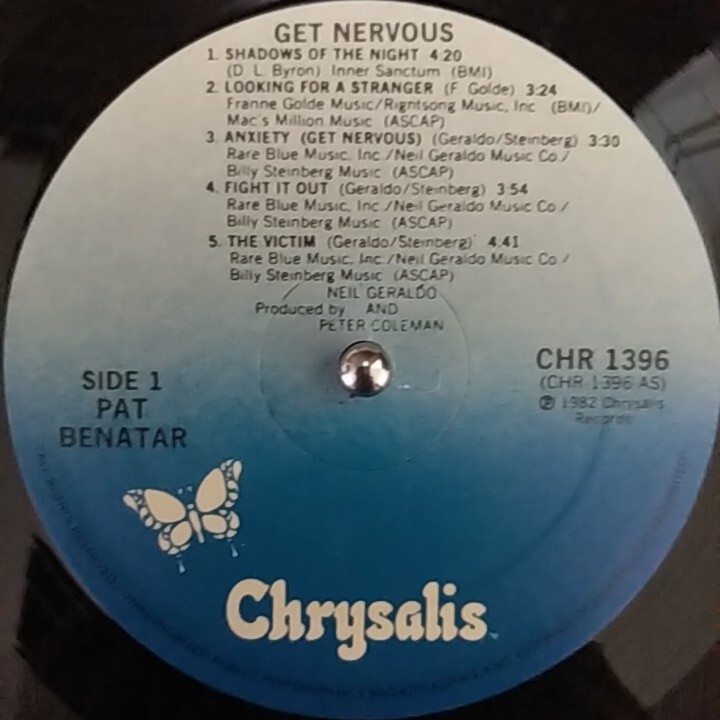 GET NERVOUS
1. SHADOWS OF THE NIGHT 4:20
(D. L. Byron) Inner Sanctum (BMI)
2. LOOKING FOR A STRANGER (F. Golde) 3:24
Franne Golde Music/Rightsong Music, Inc. (BMI)/
Mac's Million Music (ASCAP)
3. ANXIETY (GET NERVOUS) (Geraldo/Steinberg) 3:30
Rare Blue Music, Inc./Neil Geraldo Music Co./
Billy Steinberg Music (ASCAP)
4. FIGHT IT OUT (Geraldo/Steinberg) 3:54
Rare Blue Music, Inc./Neil Geraldo Music Co./
Billy Steinberg Music (ASCAP)
5. THE VICTIM (Geraldo/Steinberg) 4:41
Rare Blue Music, Inc./Neil Geraldo Music Co./
Billy Steinberg Music (ASCAP)
NEIL GERALDO
Produced by AND
PETER COLEMAN
SIDE 1
PAT
BENATAR
CHR 1396
(CHR 1396 AS)
℗ 1982 Chrysalis
Records
Chrysalis